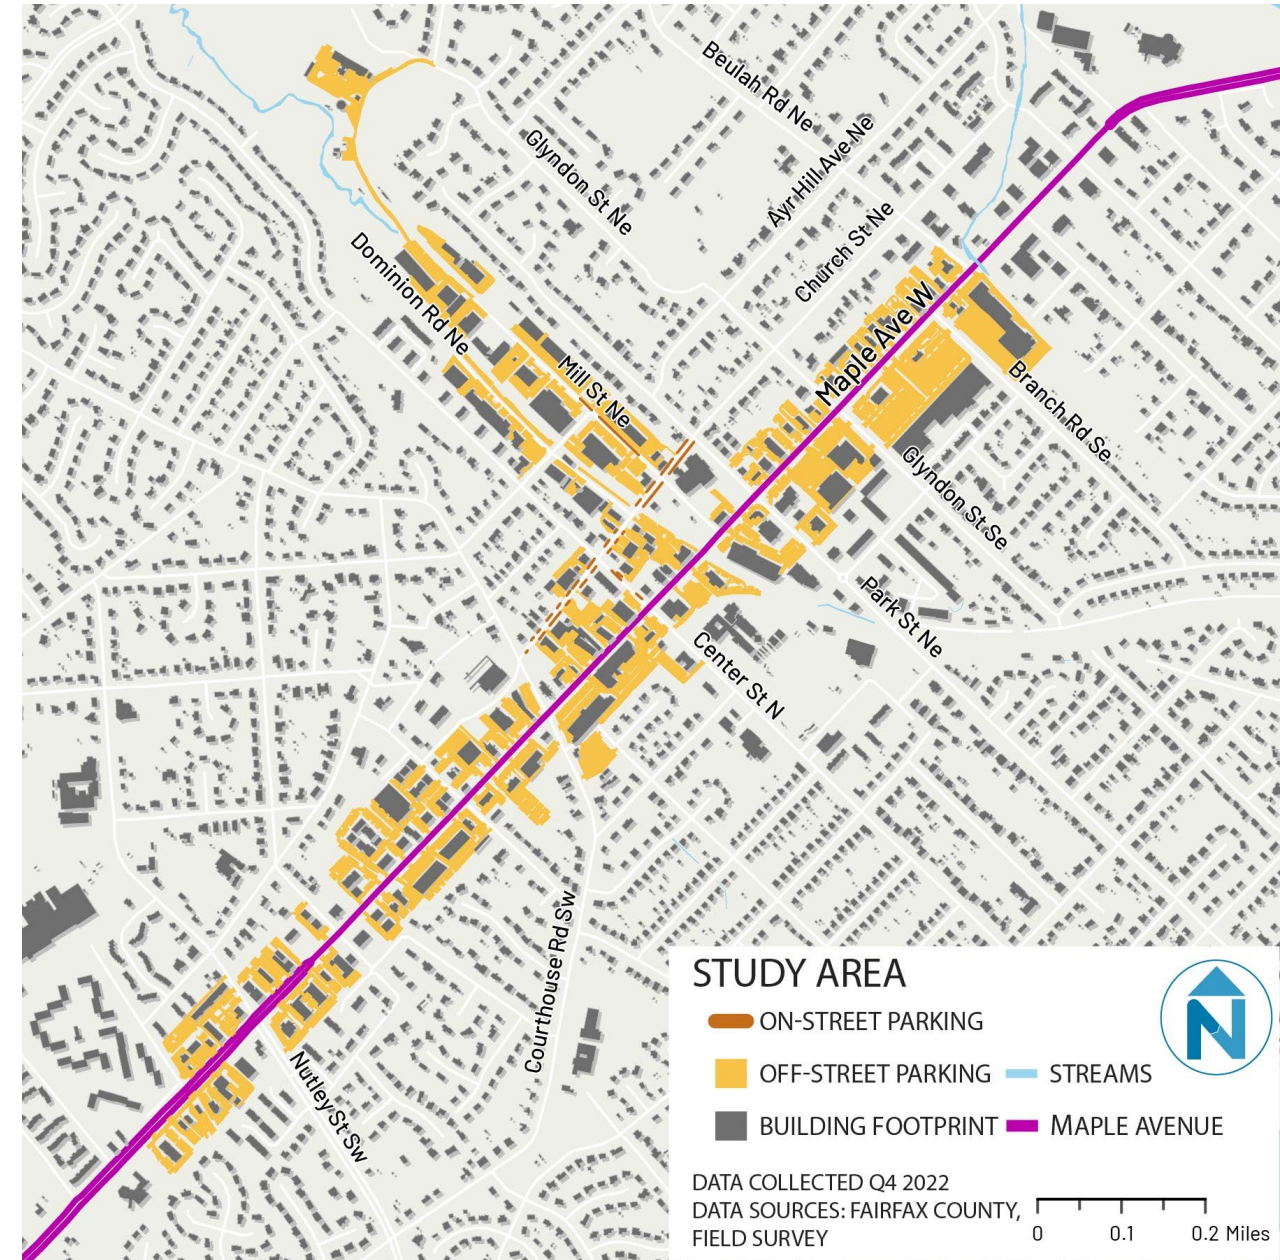 Beulah Rd Ne
Glyndon St Ne
Ayr Hill Ave Ne
Church St Ne
Dominion Rd Ne
Mill St Ne
Maple Ave W
Branch Rd Se
Glyndon St Se
Park St Ne
Center St N
Courthouse Rd Sw
Nutley St Sw
STUDY AREA
ON-STREET PARKING
OFF-STREET PARKING
STREAMS
BUILDING FOOTPRINT
MAPLE AVENUE
N
DATA COLLECTED Q4 2022
DATA SOURCES: FAIRFAX COUNTY,
FIELD SURVEY
0 0.1 0.2 Miles